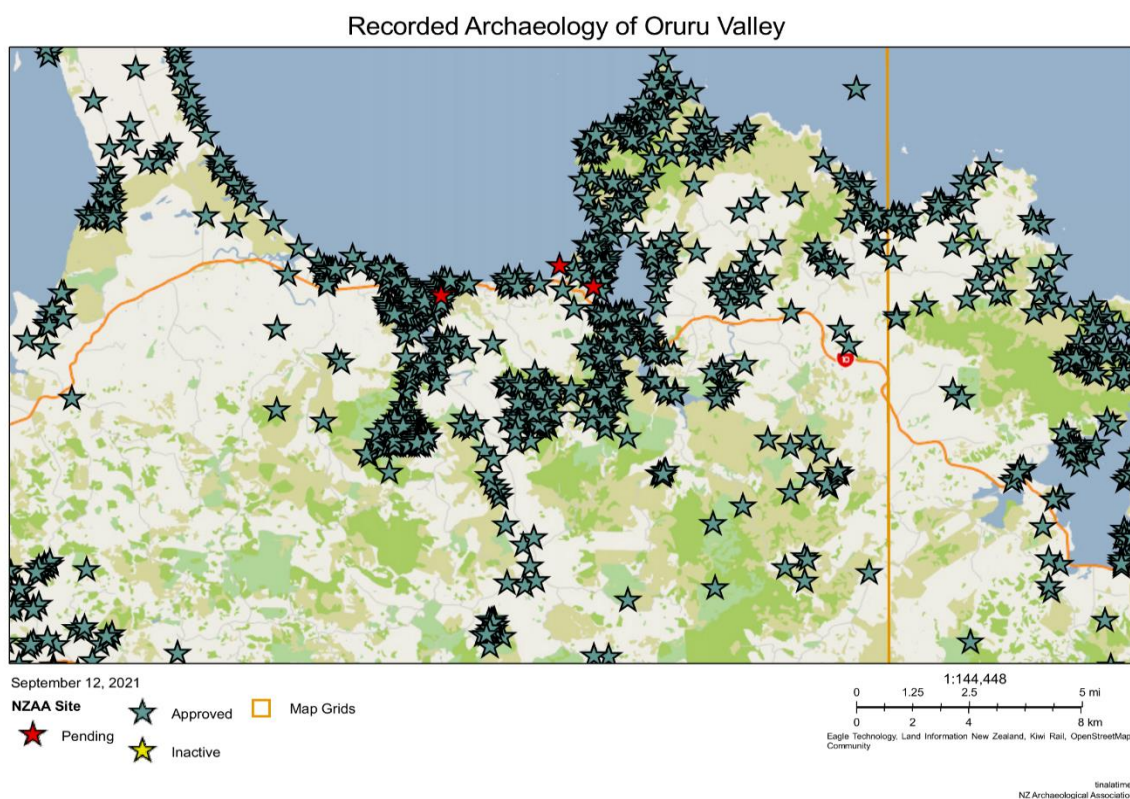 Recorded Archaeology of Oruru Valley
10
September 12, 2021
NZAA Site
Pending
Approved
Inactive
Map Grids
1:144,448
0 1.25 2.5 5 mi
0 2 4 8 km
Eagle Technology, Land Information New Zealand, Kiwi Rail, OpenStreetMap
Community
tinalatime
NZ Archaeological Associatio